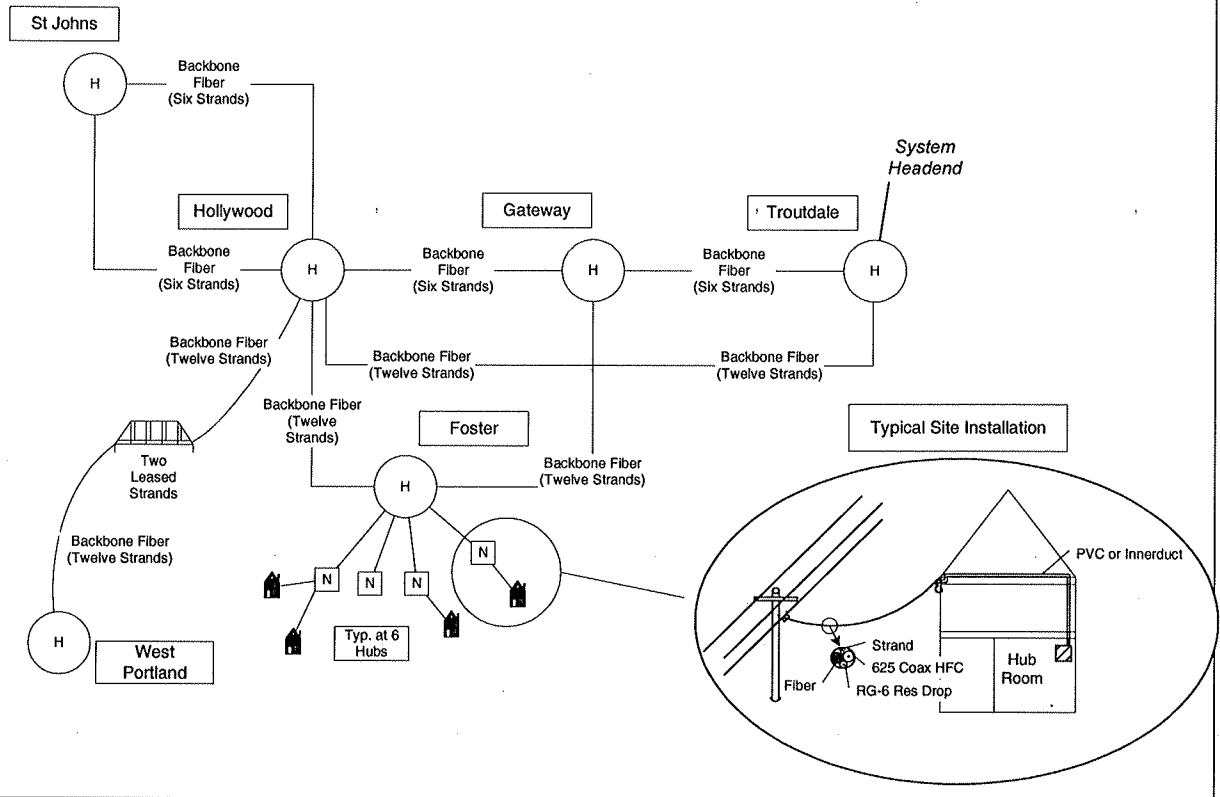 St Johns
H
Backbone
Fiber
(Six Strands)
System
Headend
Hollywood
Gateway
Troutdale
Backbone
Fiber
(Six Strands)
H
Backbone
Fiber
(Six Strands)
H
Backbone
Fiber
(Six Strands)
H
Backbone Fiber
(Twelve Strands)
Backbone Fiber
(Twelve Strands)
Backbone Fiber
(Twelve Strands)
Backbone Fiber
(Twelve
Strands)
Foster
Typical Site Installation
Two
Leased
Strands
H
Backbone Fiber
(Twelve Strands)
Backbone Fiber
(Twelve Strands)
N
N
N
N
PVC or Innerduct
H
West
Portland
Typ. at 6
Hubs
Strand
625 Coax HFC
Fiber
RG-6 Res Drop
Hub
Room